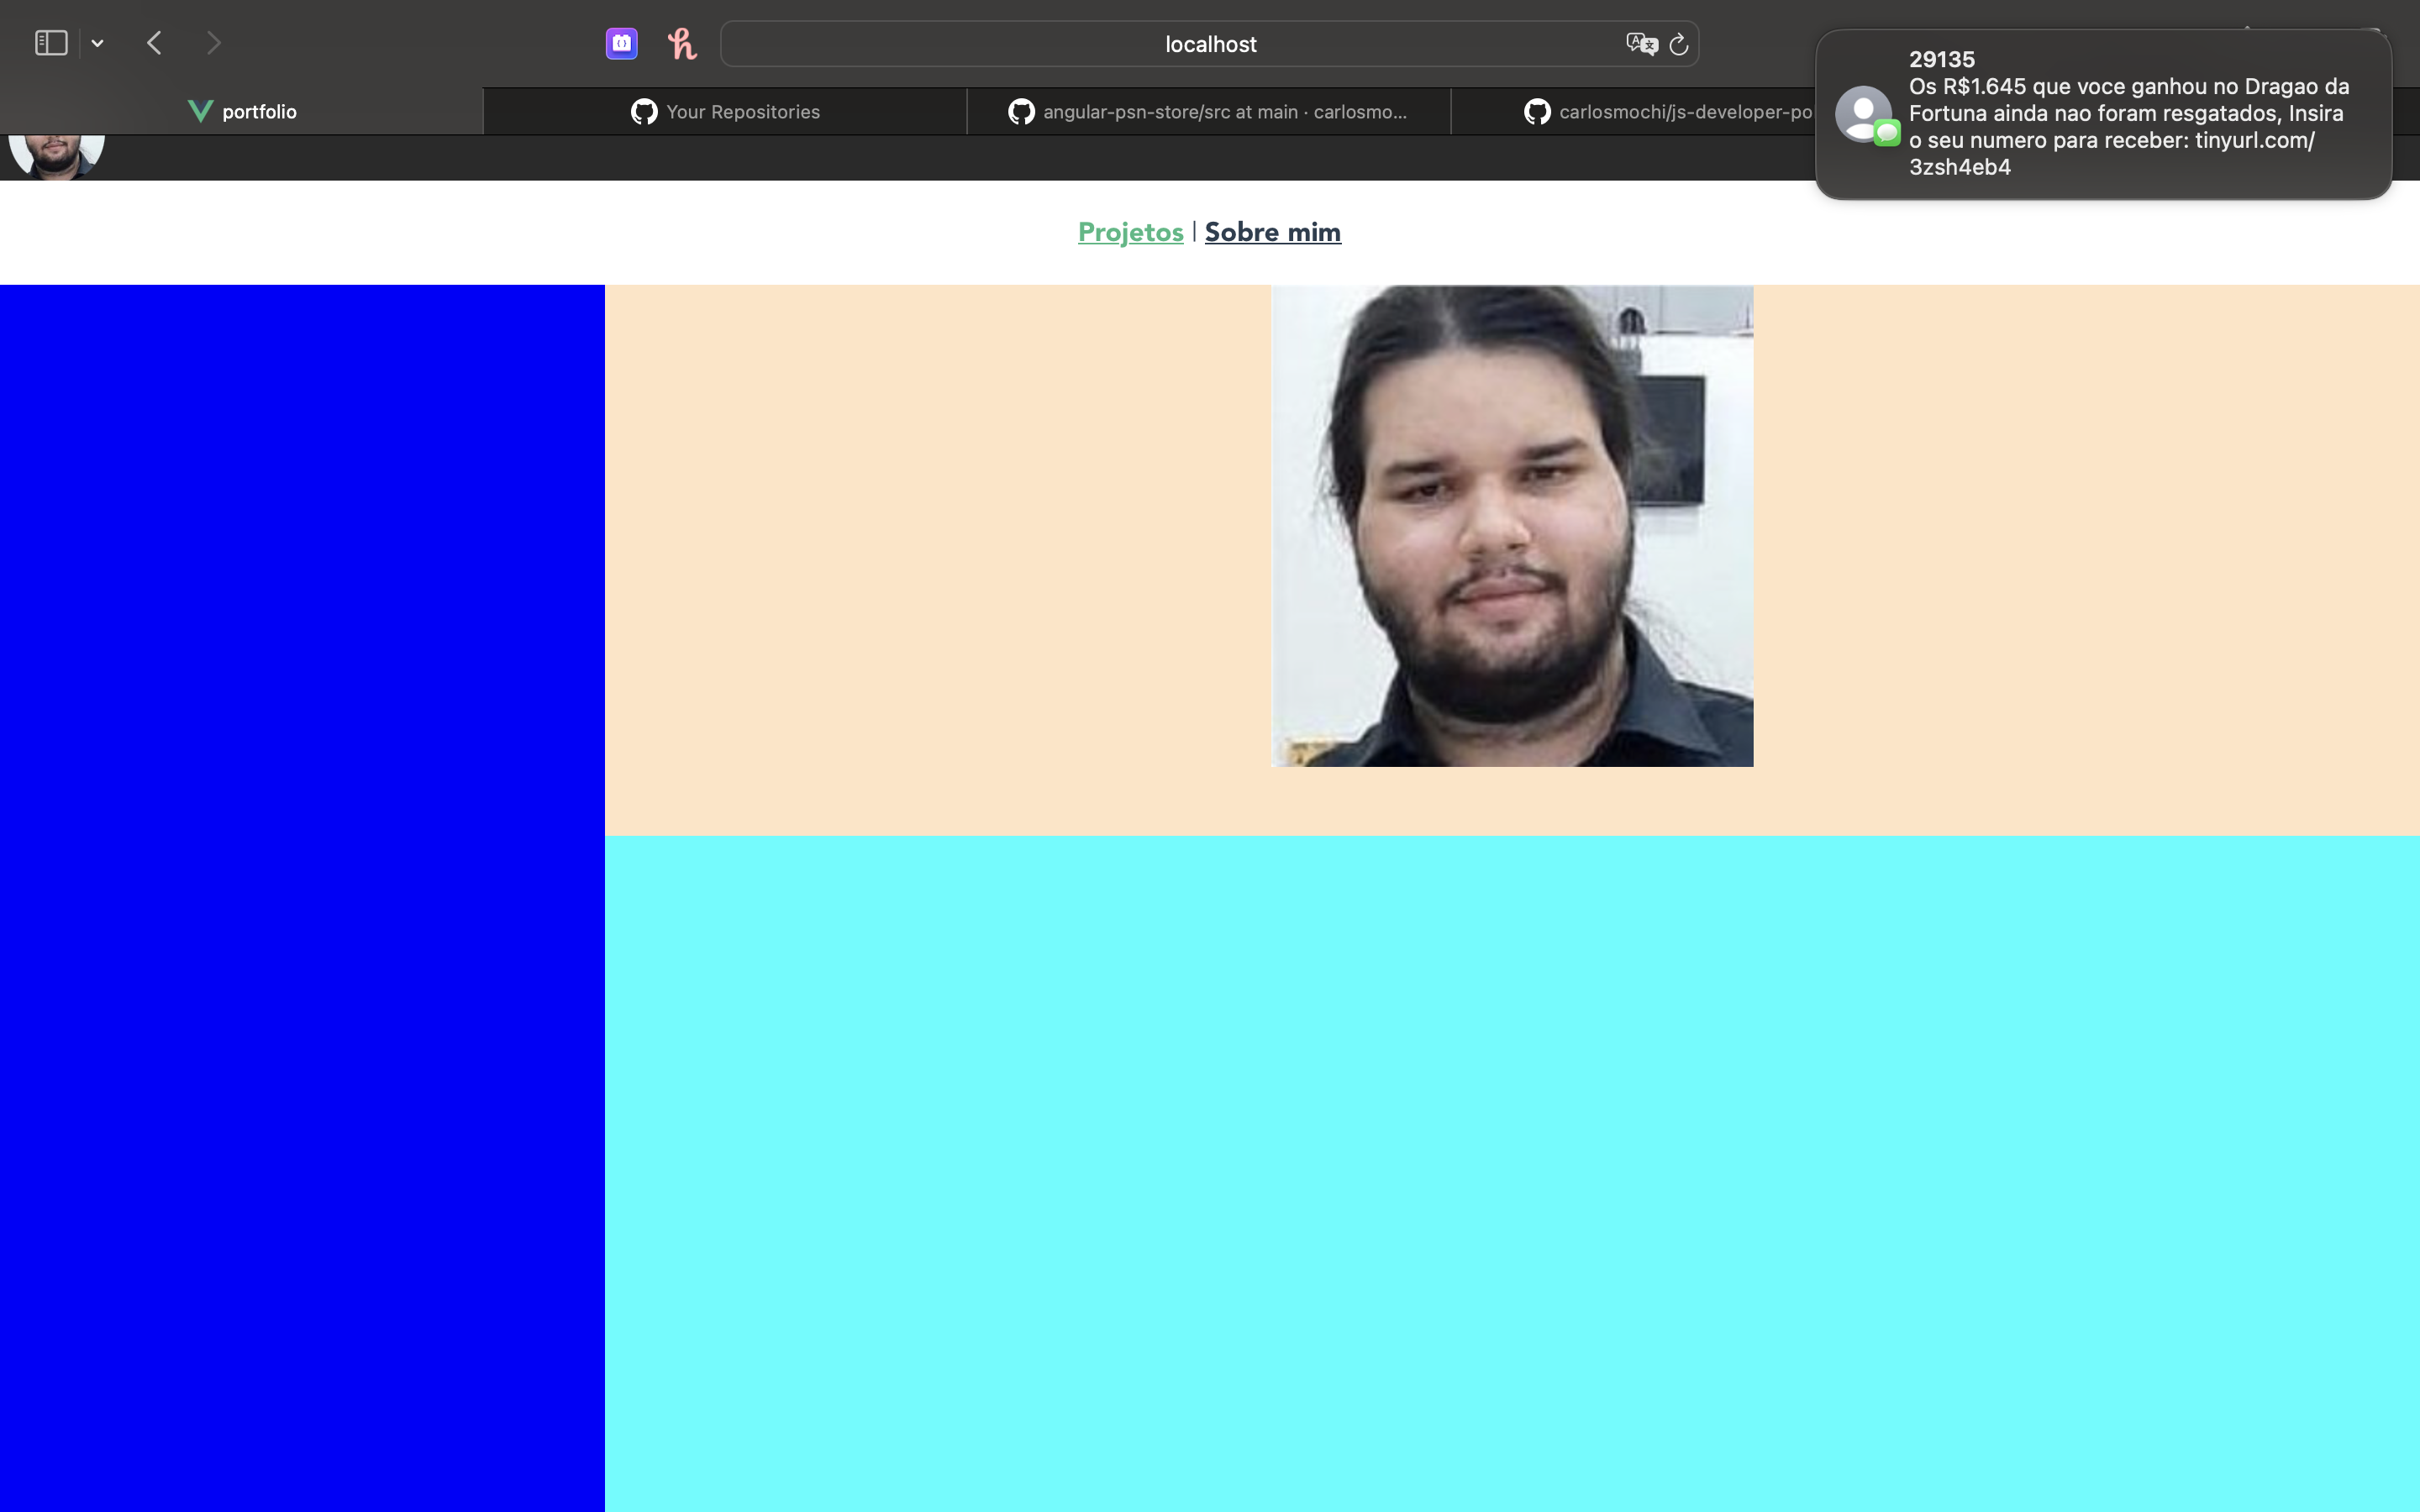 localhost
29135
Os R$1.645 que voce ganhou no Dragao da
Fortuna ainda nao foram resgatados, Insira
o seu numero para receber: tinyurl.com/
3zsh4eb4
portfolio
Your Repositories
angular-psn-store/src at main · carlosmo...
carlosmochi/js-developer-po
Projetos | Sobre mim